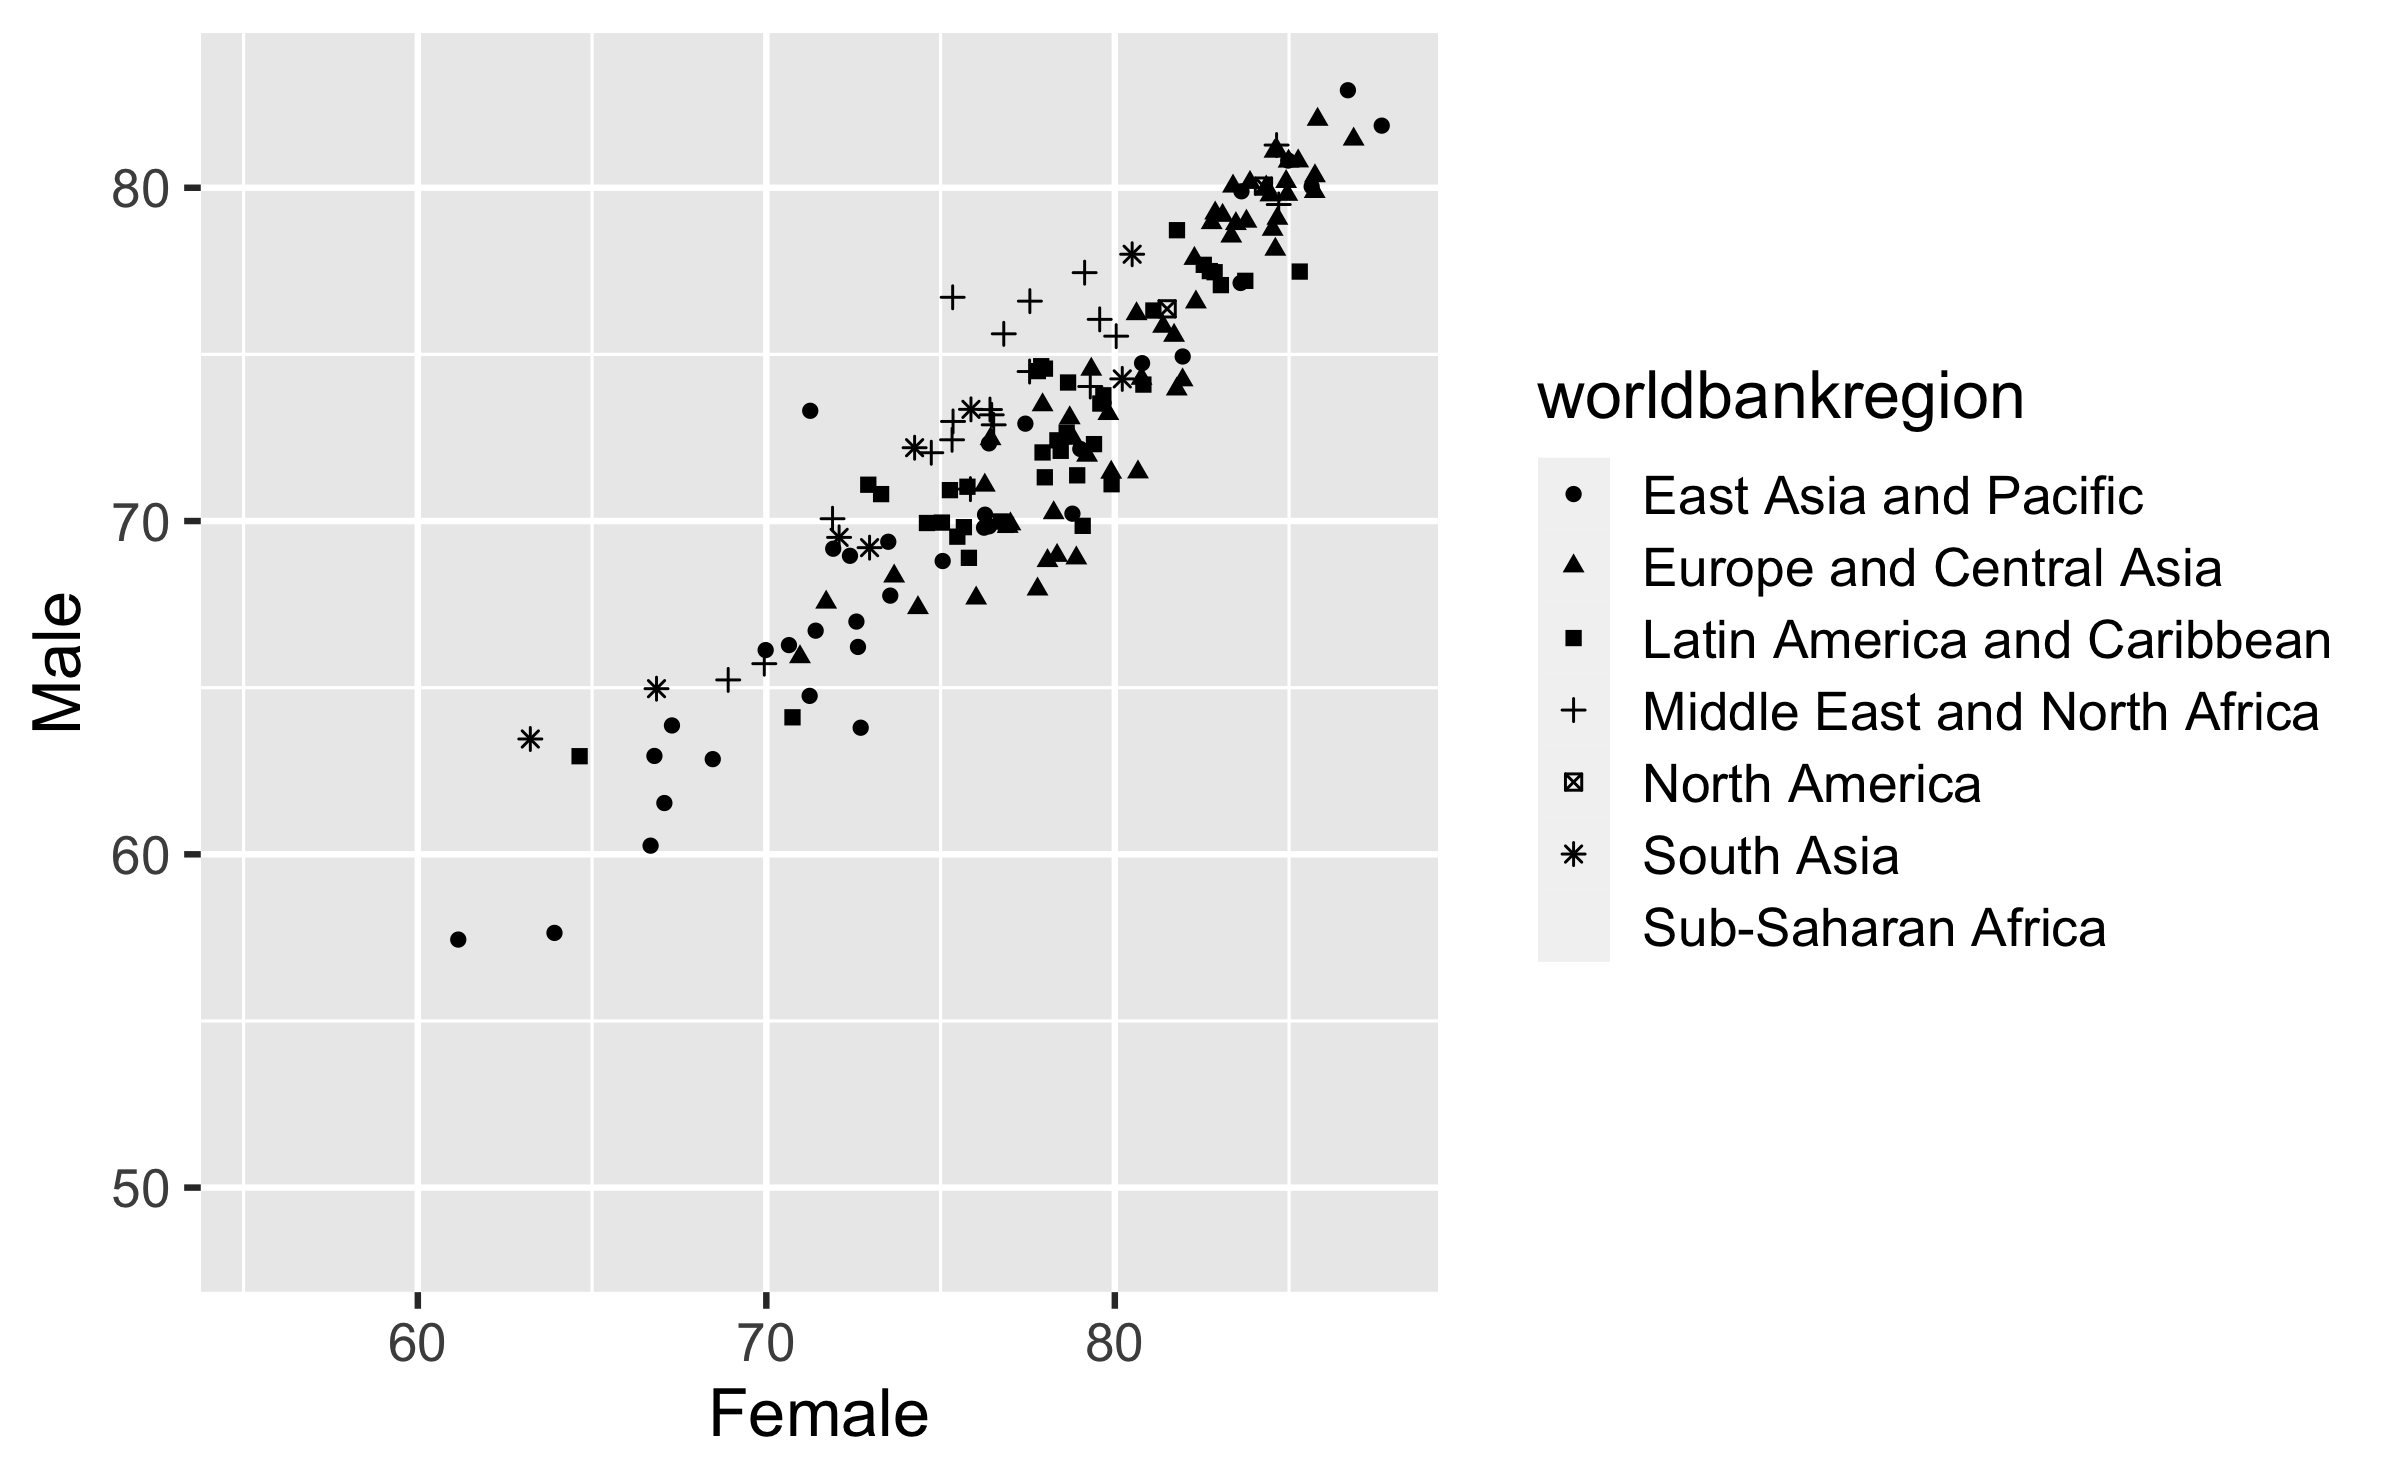 80
70
60
50
Male
60 70 80
Female
worldbankregion
East Asia and Pacific
Europe and Central Asia
Latin America and Caribbean
Middle East and North Africa
North America
South Asia
Sub-Saharan Africa